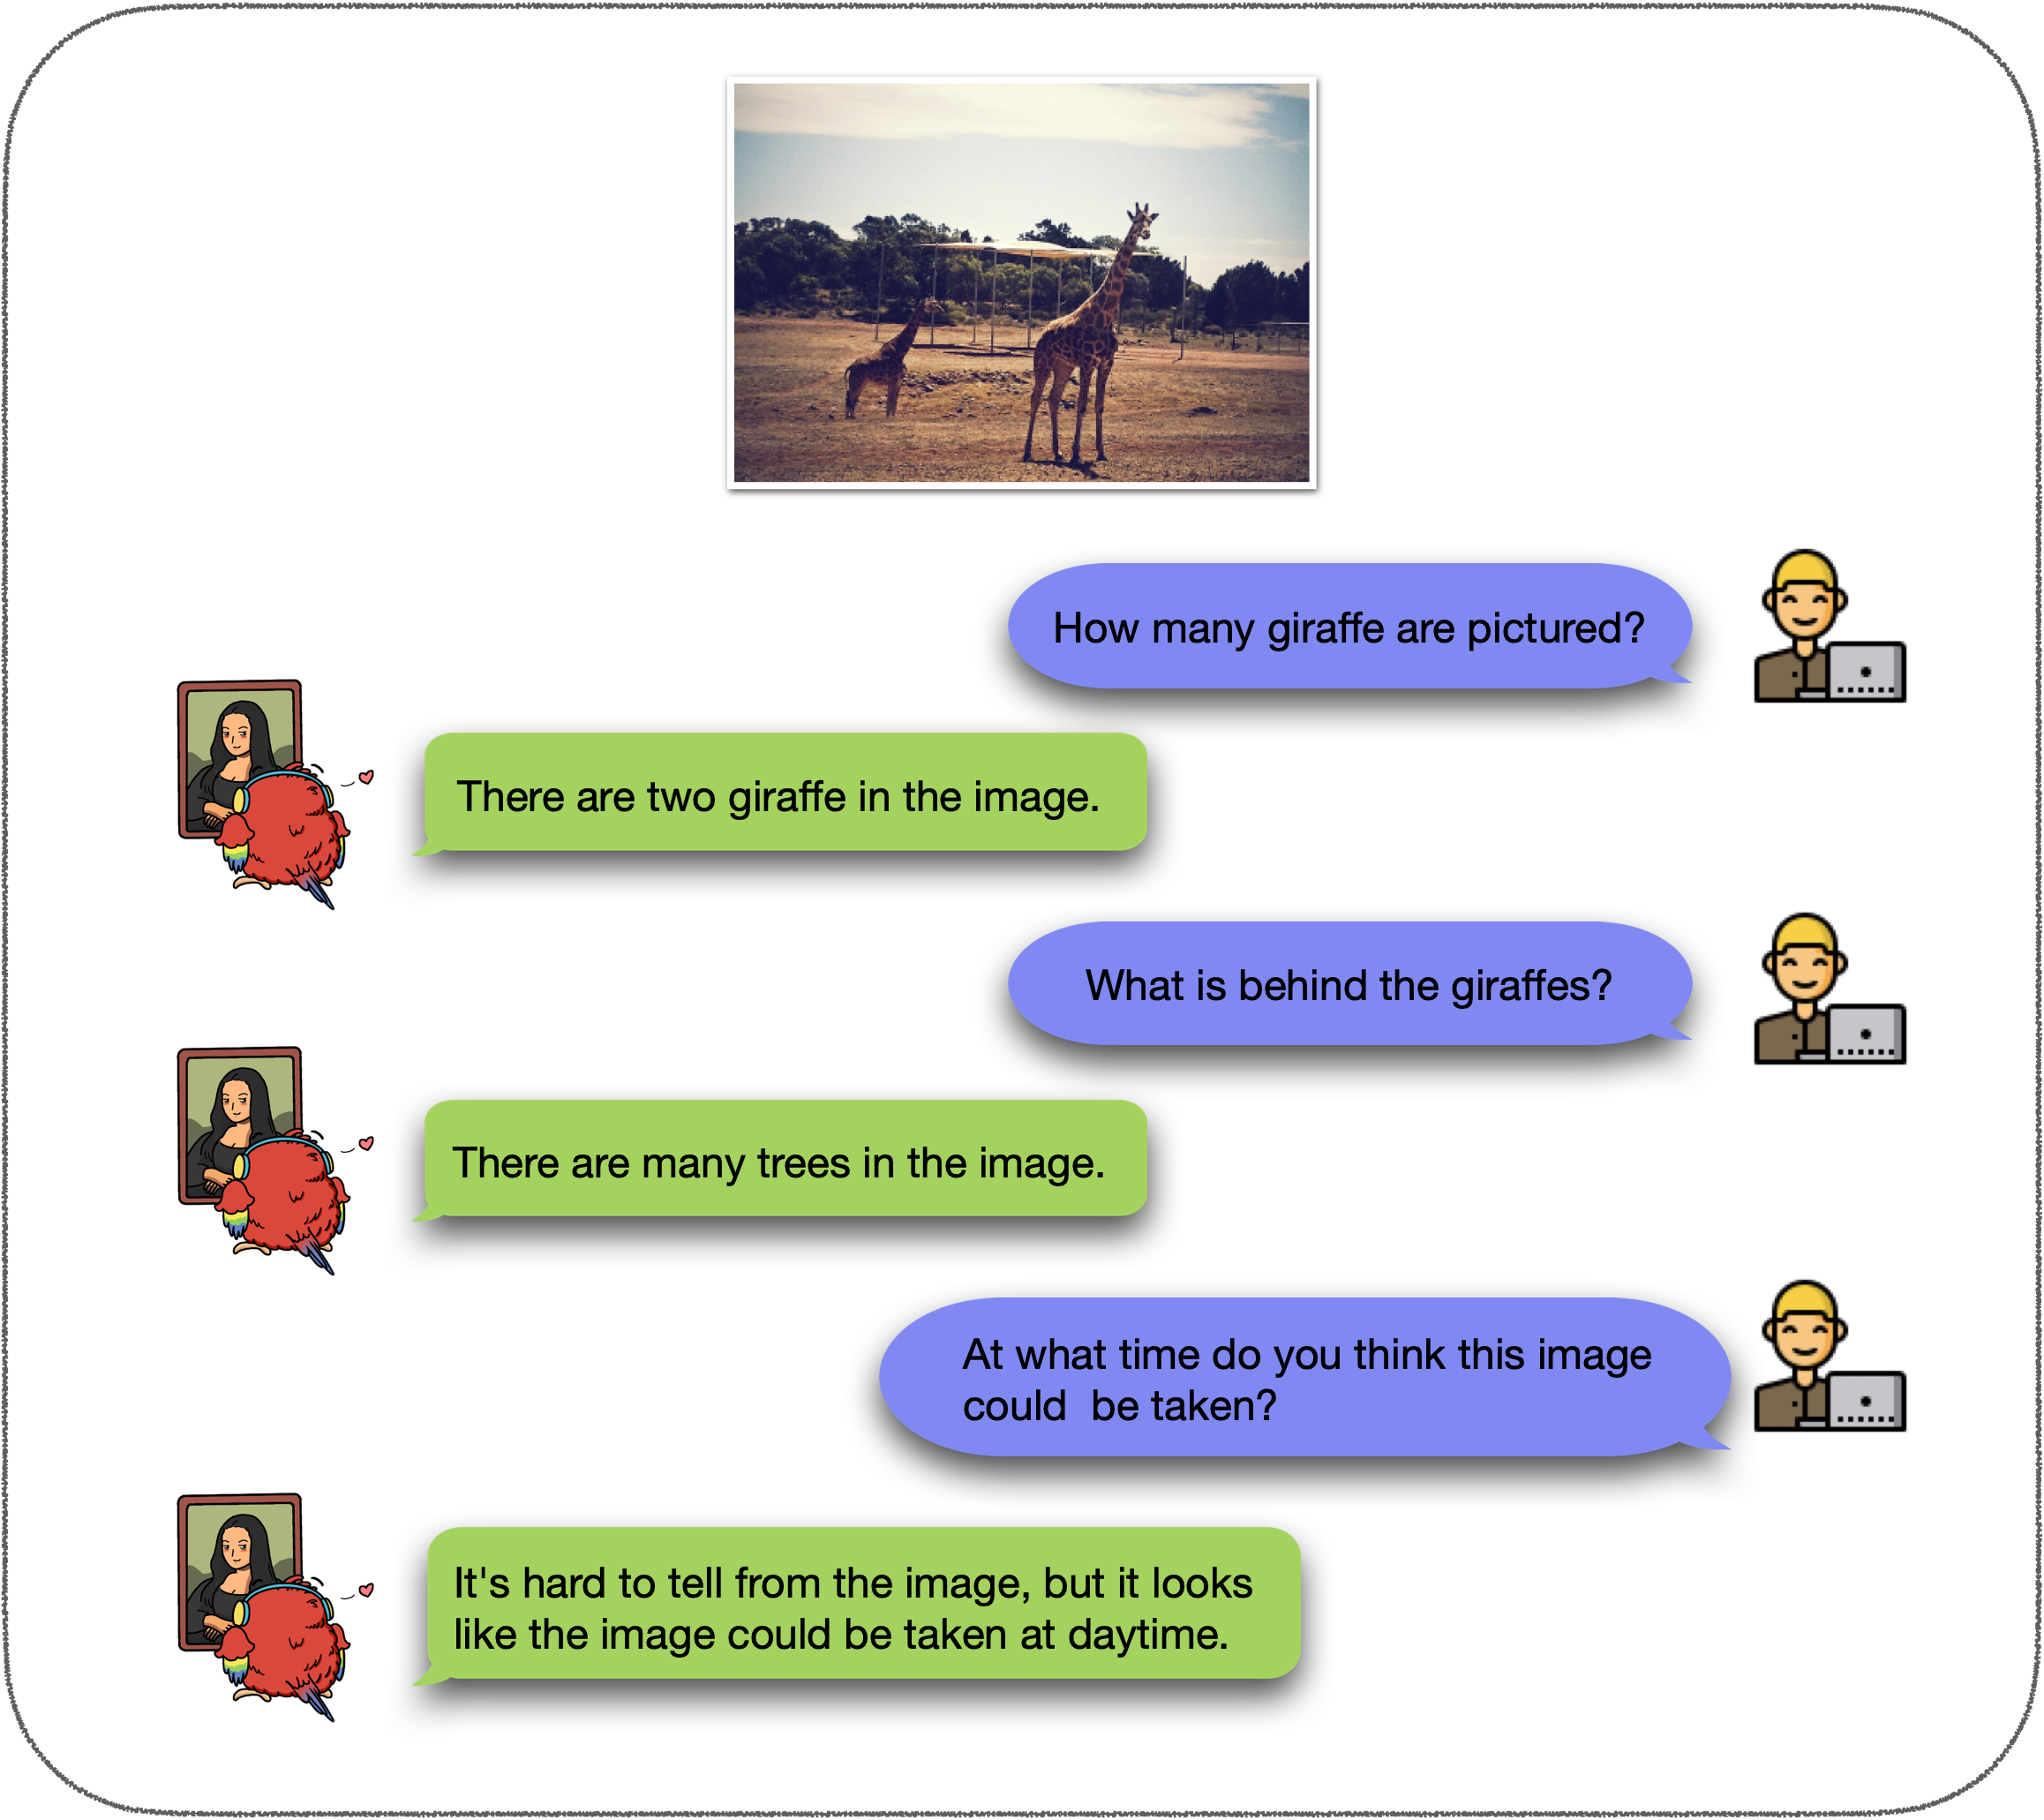 How many giraffe are pictured?
There are two giraffe in the image.
What is behind the giraffes?
There are many trees in the image.
At what time do you think this image
could  be taken?
It's hard to tell from the image, but it looks
like the image could be taken at daytime.